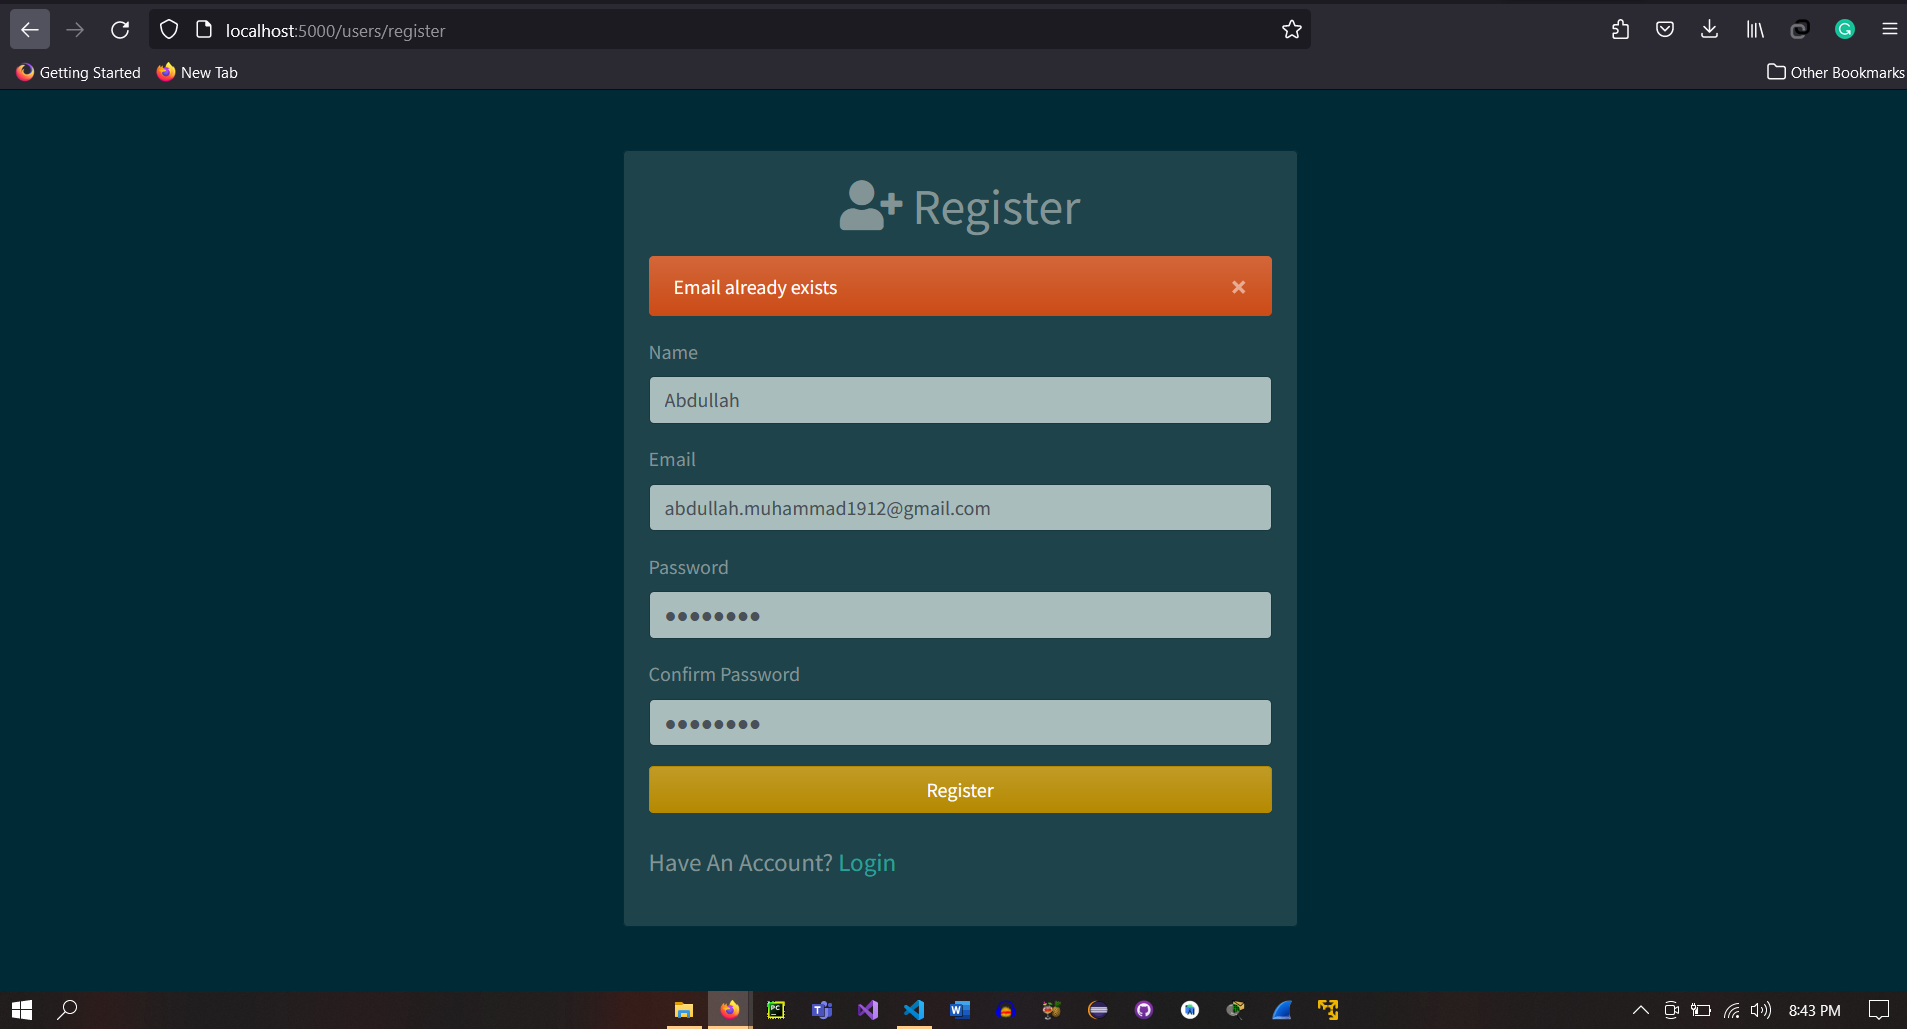 localhost:5000/users/register
Getting Started
New Tab
Other Bookmarks
Register
Email already exists ×
Name
Abdullah
Email
abdullah.muhammad1912@gmail.com
Password
●●●●●●●●
Confirm Password
●●●●●●●●
Register
Have An Account? Login
8:43 PM